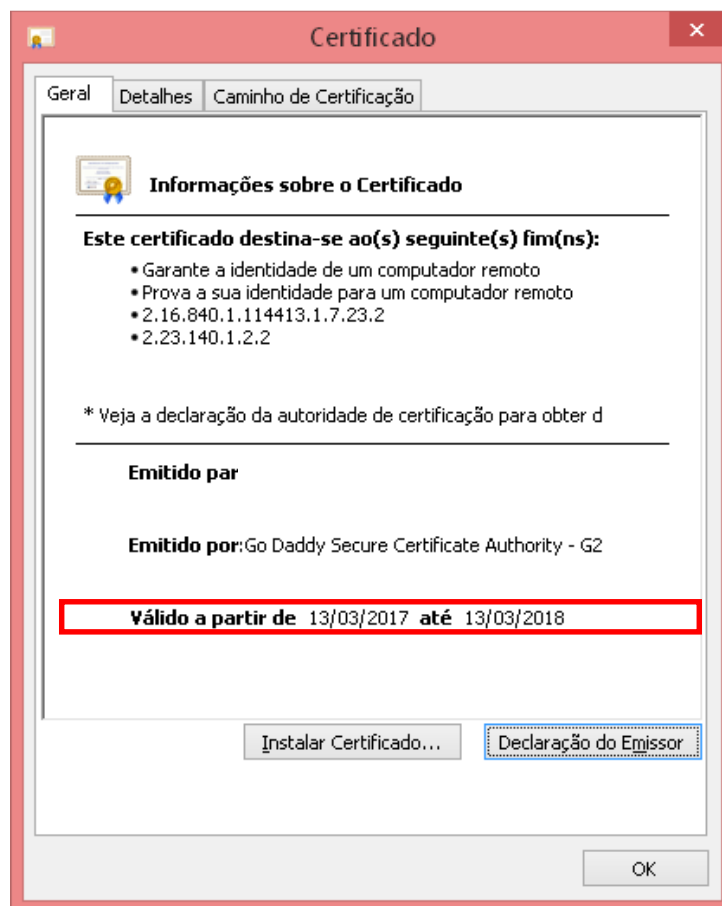 Certificado
Geral Detalhes Caminho de Certificação
Informações sobre o Certificado
Este certificado destina-se ao(s) seguinte(s) fim(ns):
• Garante a identidade de um computador remoto
• Prova a sua identidade para um computador remoto
• 2.16.840.1.114413.1.7.23.2
• 2.23.140.1.2.2
* Veja a declaração da autoridade de certificação para obter d
Emitido par
Emitido por:Go Daddy Secure Certificate Authority - G2
Válido a partir de 13/03/2017 até 13/03/2018
Instalar Certificado... Declaração do Emissor
OK